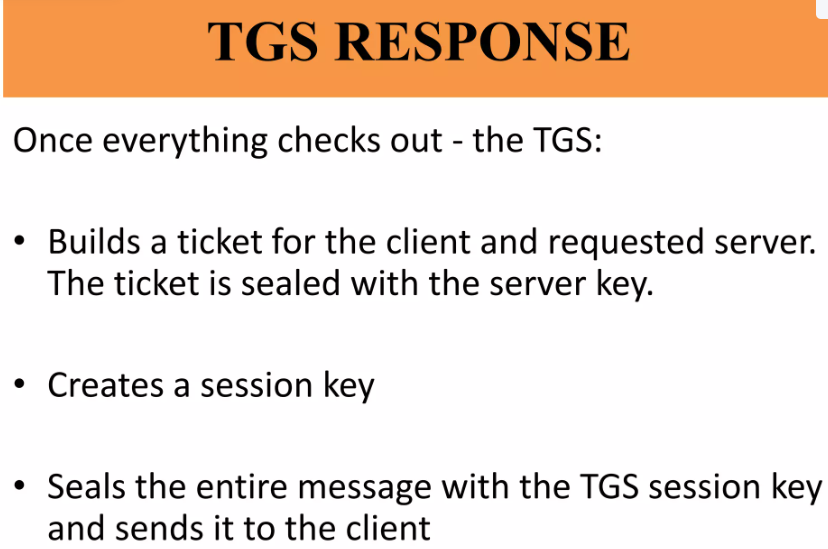 TGS RESPONSE
Once everything checks out - the TGS:
• Builds a ticket for the client and requested server.
The ticket is sealed with the server key.
• Creates a session key
• Seals the entire message with the TGS session key
and sends it to the client